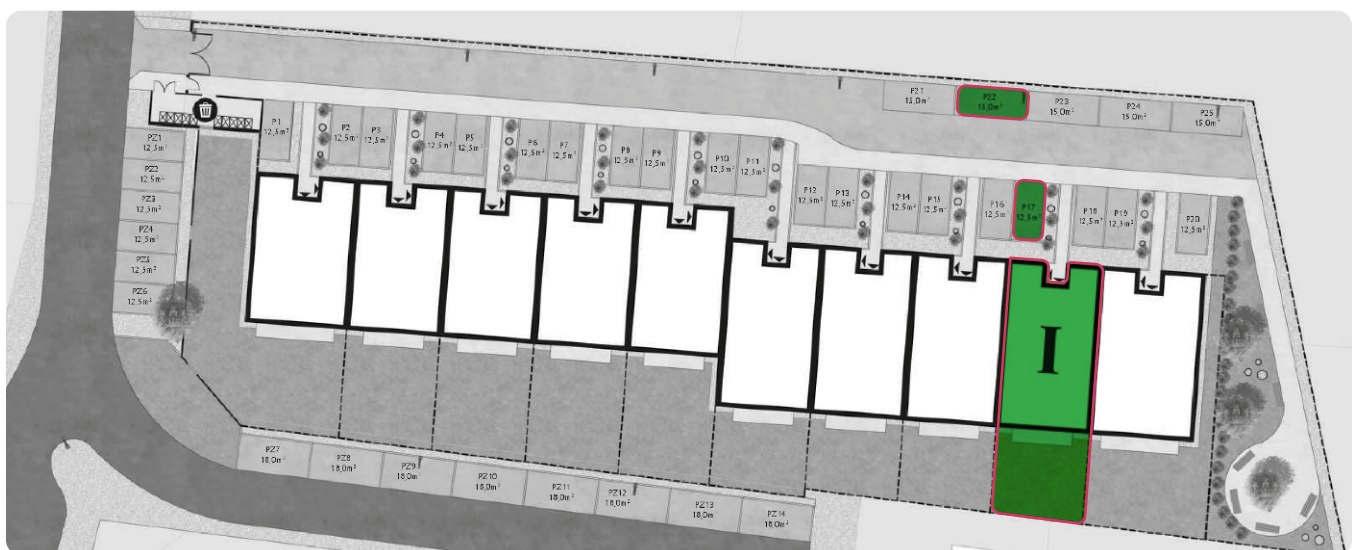 P21
15,0m²
P22
15,0m²
P23
15,0m²
P24
15,0m²
P25
15,0m²
P1
12,5m²
P2
12,5m²
P3
12,5m²
P4
12,5m²
P5
12,5m²
P6
12,5m²
P7
12,5m²
P8
12,5m²
P9
12,5m²
P10
12,5m²
P11
12,5m²
P12
12,5m²
P13
12,5m²
P14
12,5m²
P15
12,5m²
P16
12,5m²
P17
12,5m²
P18
12,5m²
P19
12,5m²
P20
12,5m²
PZ1
12,5m²
PZ2
12,5m²
PZ3
12,5m²
PZ4
12,5m²
PZ5
12,5m²
PZ6
12,5m²
I
PZ7
18,0m²
PZ8
18,0m²
PZ9
18,0m²
PZ10
18,0m²
PZ11
18,0m²
PZ12
18,0m²
PZ13
18,0m²
PZ14
18,0m²